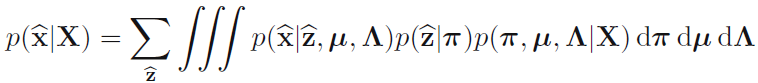 p(x̂|X) = ∑_ẑ ∭ p(x̂|ẑ, μ, Λ)p(ẑ|π)p(π, μ, Λ|X) dπ dμ dΛ